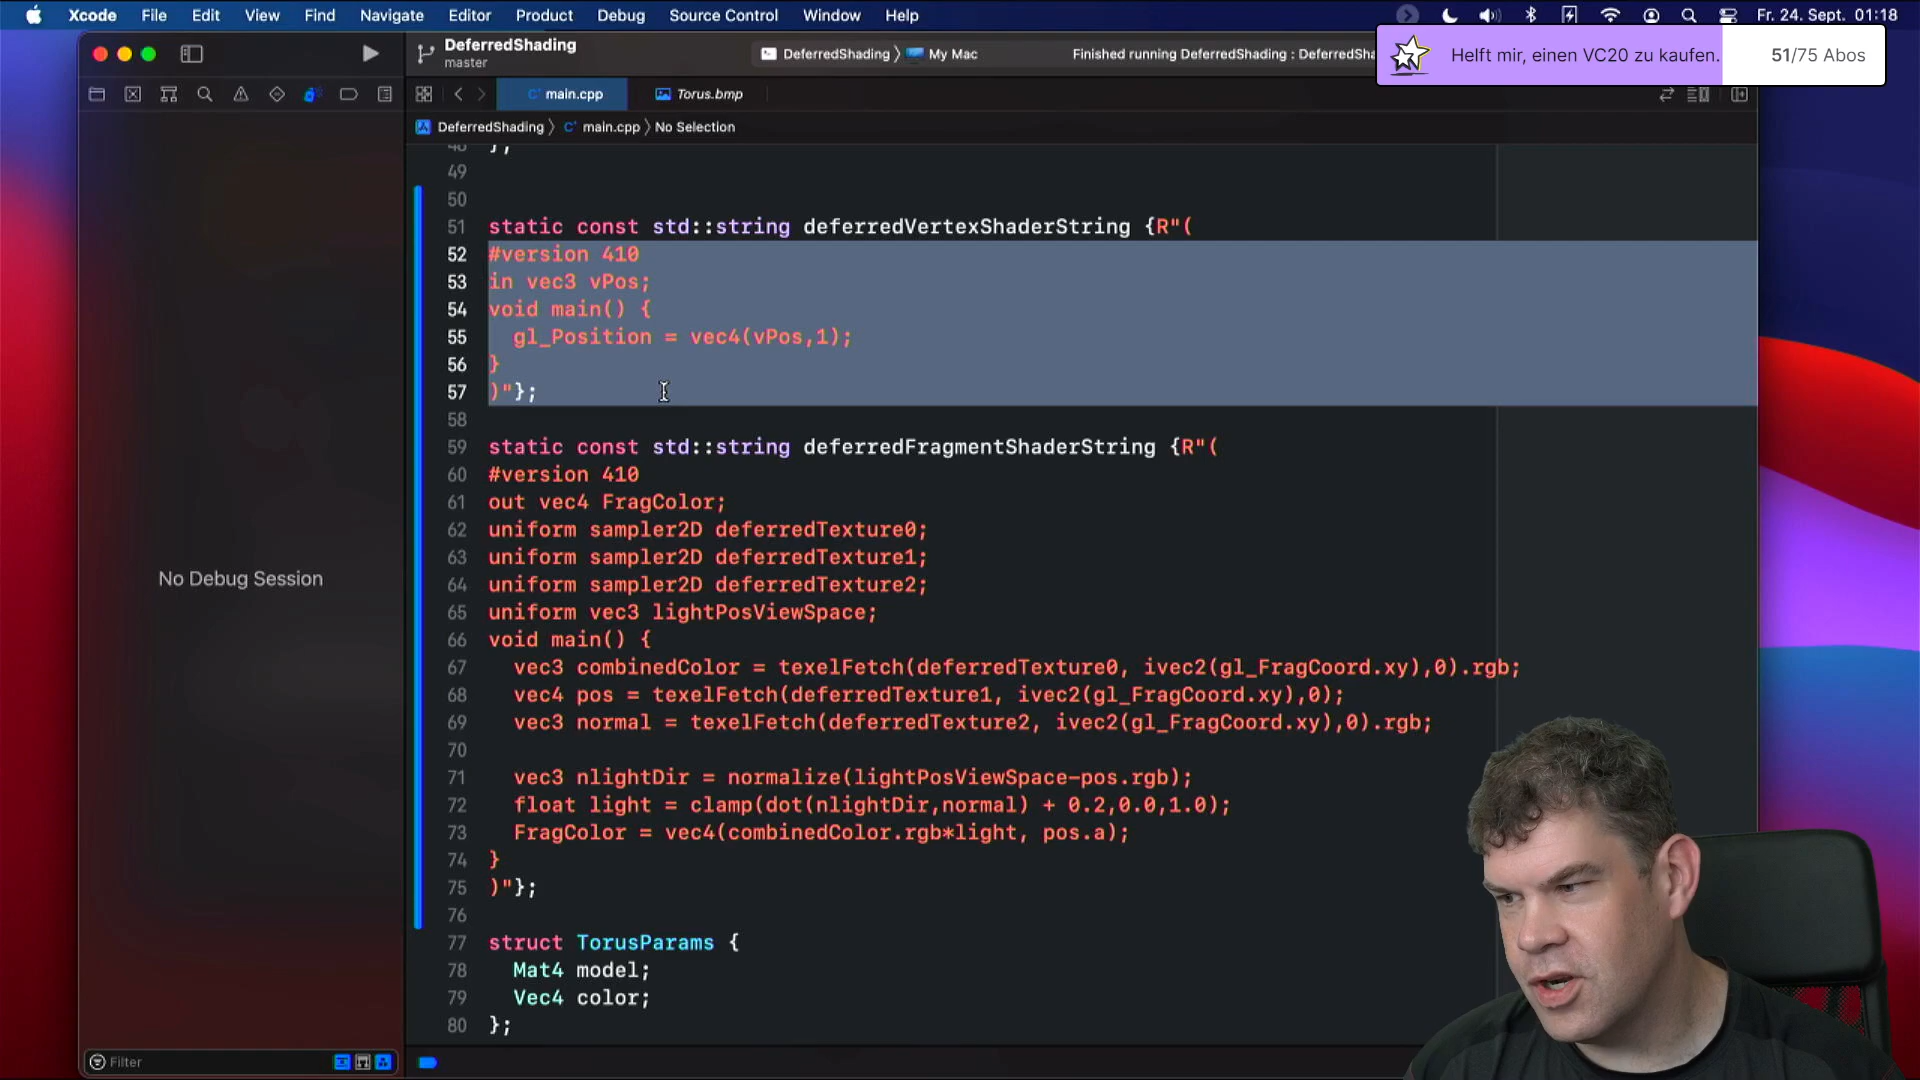 Xcode File Edit View Find Navigate Editor Product Debug Source Control Window Help
Fr. 24. Sept. 01:18
Helft mir, einen VC20 zu kaufen.
51/75 Abos
DeferredShading
master
DeferredShading 〉 My Mac
Finished running DeferredShading : DeferredSha
main.cpp
Torus.bmp
DeferredShading 〉 main.cpp 〉 No Selection
48 };
49
50
51 static const std::string deferredVertexShaderString {R"(
52 #version 410
53 in vec3 vPos;
54 void main() {
55   gl_Position = vec4(vPos,1);
56 }
57 )"};
58
59 static const std::string deferredFragmentShaderString {R"(
60 #version 410
61 out vec4 FragColor;
62 uniform sampler2D deferredTexture0;
63 uniform sampler2D deferredTexture1;
64 uniform sampler2D deferredTexture2;
65 uniform vec3 lightPosViewSpace;
66 void main() {
67   vec3 combinedColor = texelFetch(deferredTexture0, ivec2(gl_FragCoord.xy),0).rgb;
68   vec4 pos = texelFetch(deferredTexture1, ivec2(gl_FragCoord.xy),0);
69   vec3 normal = texelFetch(deferredTexture2, ivec2(gl_FragCoord.xy),0).rgb;
70
71   vec3 nlightDir = normalize(lightPosViewSpace-pos.rgb);
72   float light = clamp(dot(nlightDir,normal) + 0.2,0.0,1.0);
73   FragColor = vec4(combinedColor.rgb*light, pos.a);
74 }
75 )"};
76
77 struct TorusParams {
78   Mat4 model;
79   Vec4 color;
80 };
No Debug Session
Filter